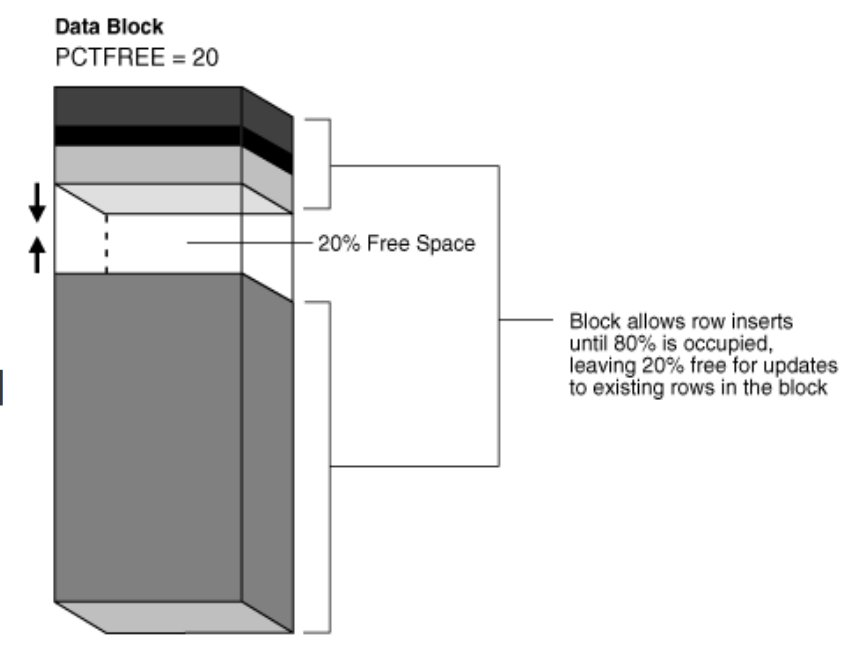 Data Block
PCTFREE = 20
20% Free Space
Block allows row inserts
until 80% is occupied,
leaving 20% free for updates
to existing rows in the block